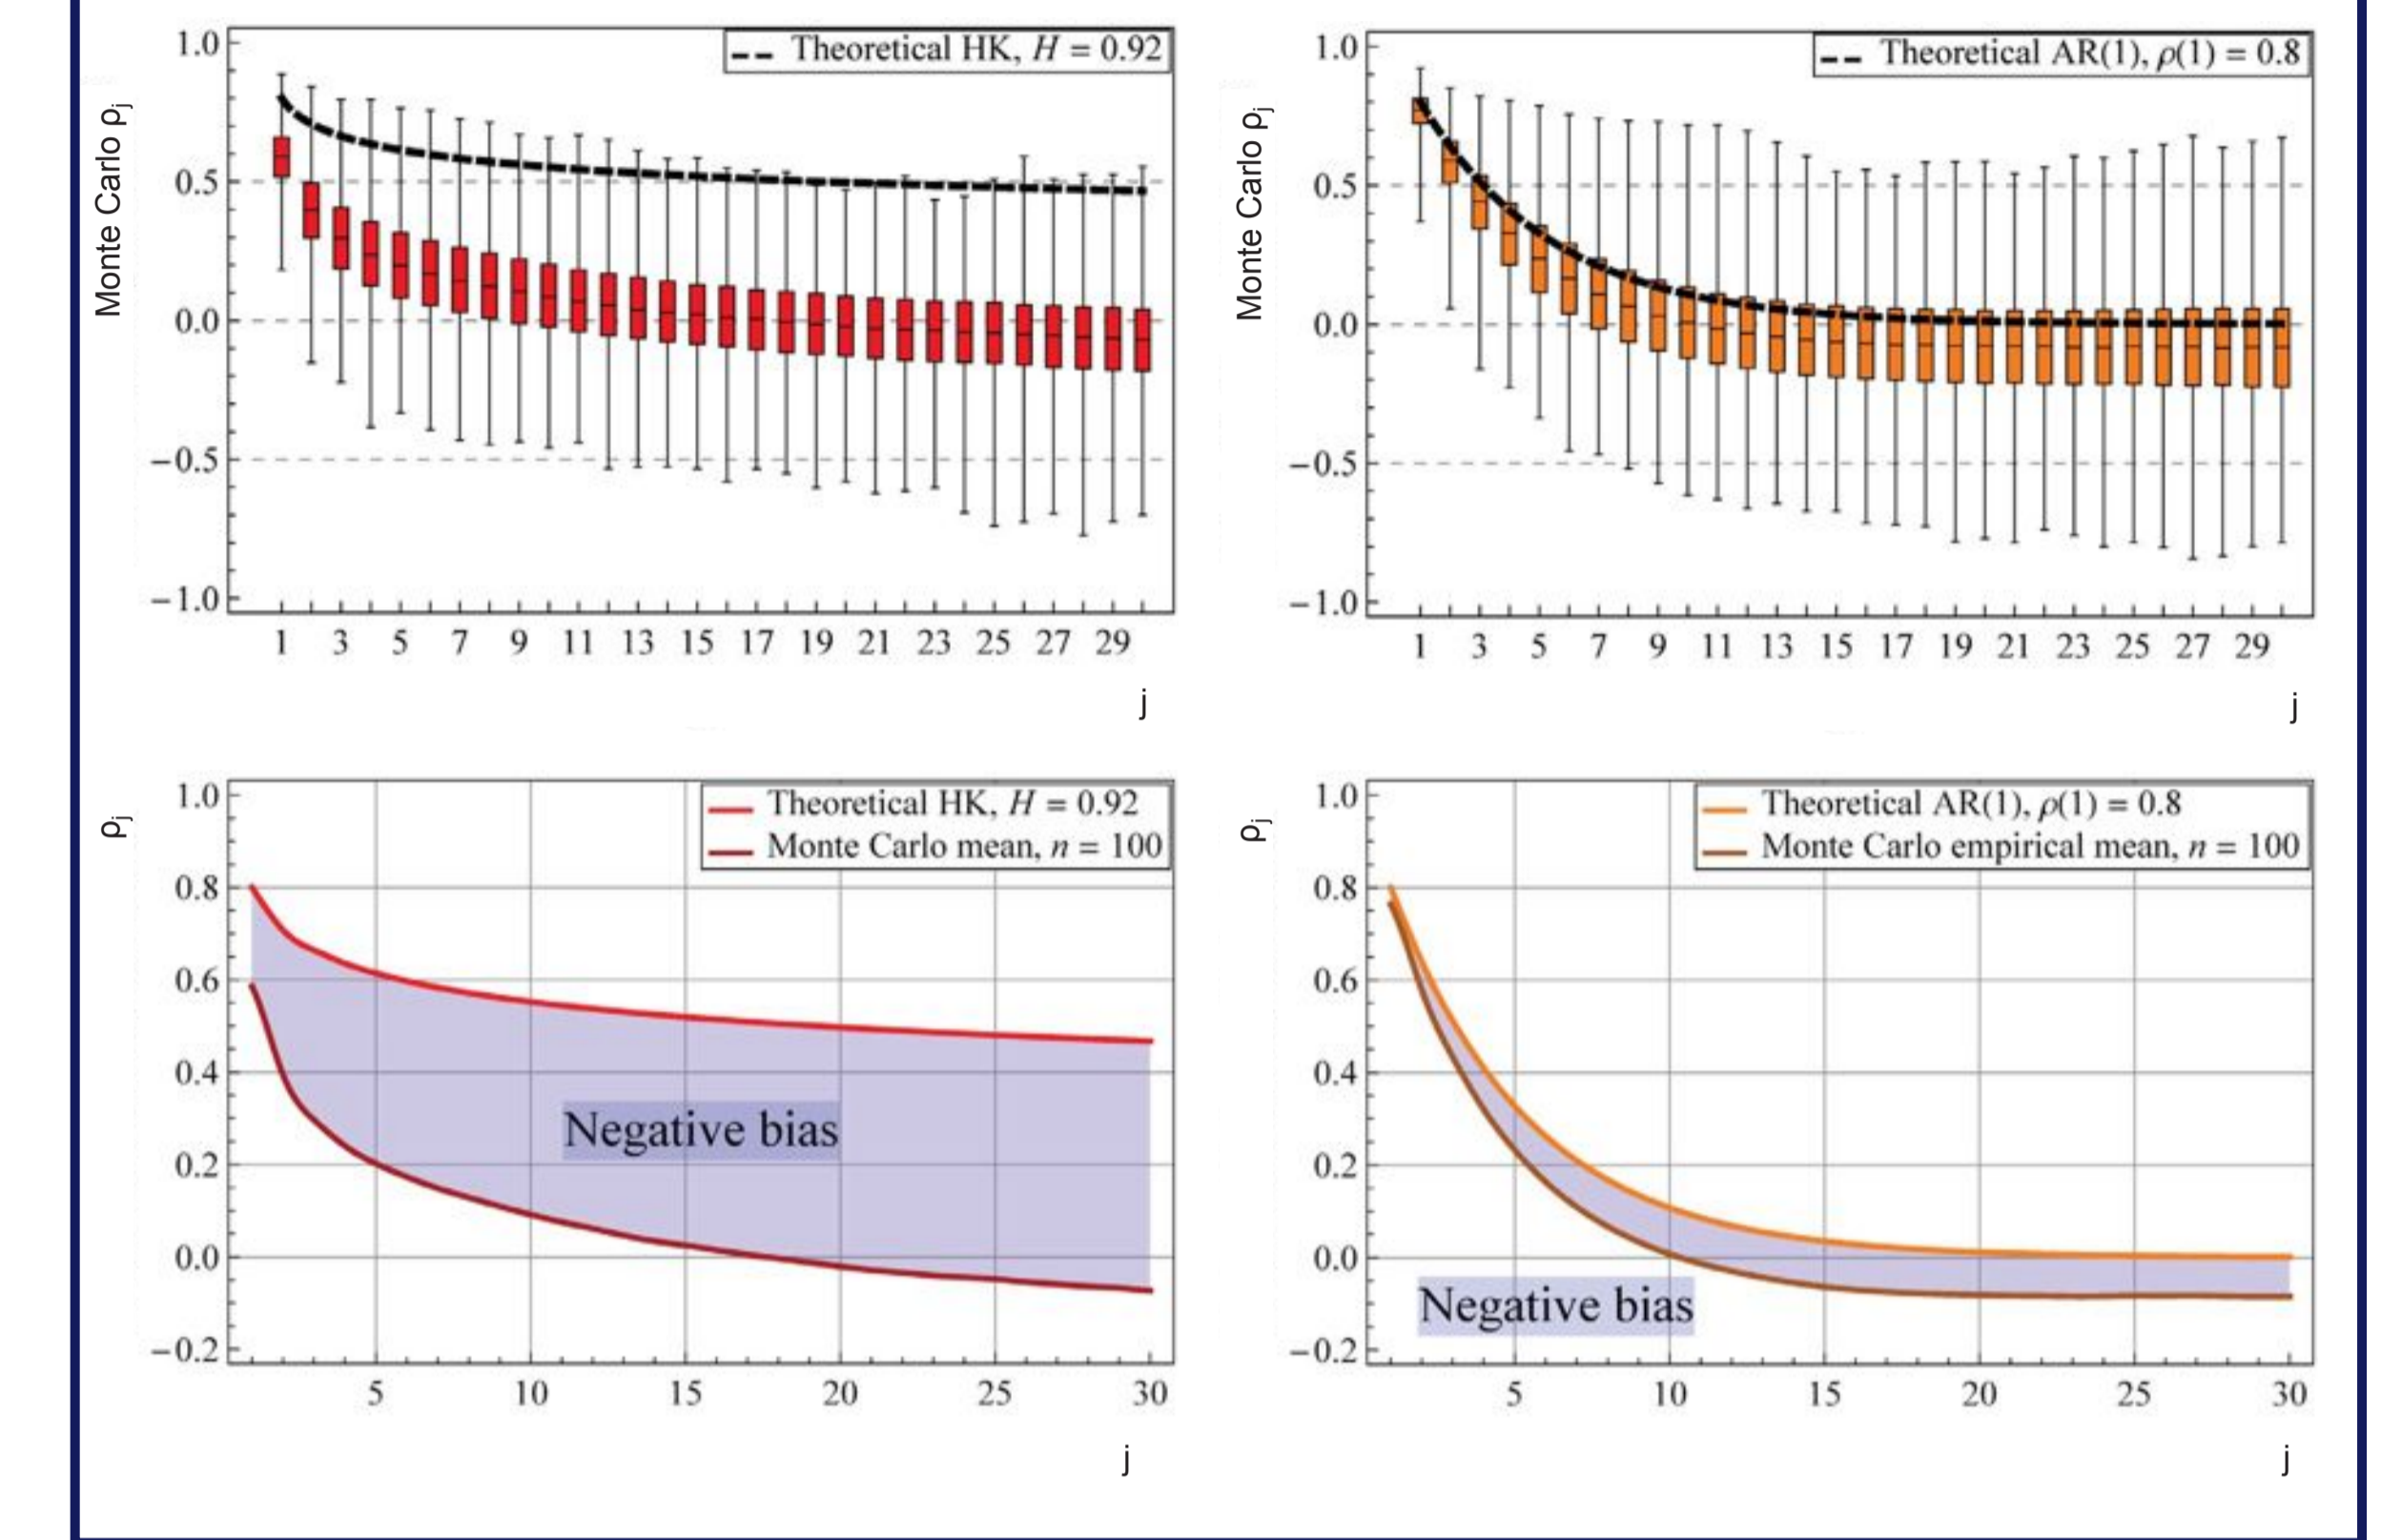 Monte Carlo ρj
1.0
0.5
0.0
−0.5
−1.0
Theoretical HK, H = 0.92
1 3 5 7 9 11 13 15 17 19 21 23 25 27 29
j
Monte Carlo ρj
1.0
0.5
0.0
−0.5
−1.0
Theoretical AR(1), ρ(1) = 0.8
1 3 5 7 9 11 13 15 17 19 21 23 25 27 29
j
ρj
1.0
0.8
0.6
0.4
0.2
0.0
−0.2
Theoretical HK, H = 0.92
Monte Carlo mean, n = 100
Negative bias
5 10 15 20 25 30
j
ρj
1.0
0.8
0.6
0.4
0.2
0.0
−0.2
Theoretical AR(1), ρ(1) = 0.8
Monte Carlo empirical mean, n = 100
Negative bias
5 10 15 20 25 30
j